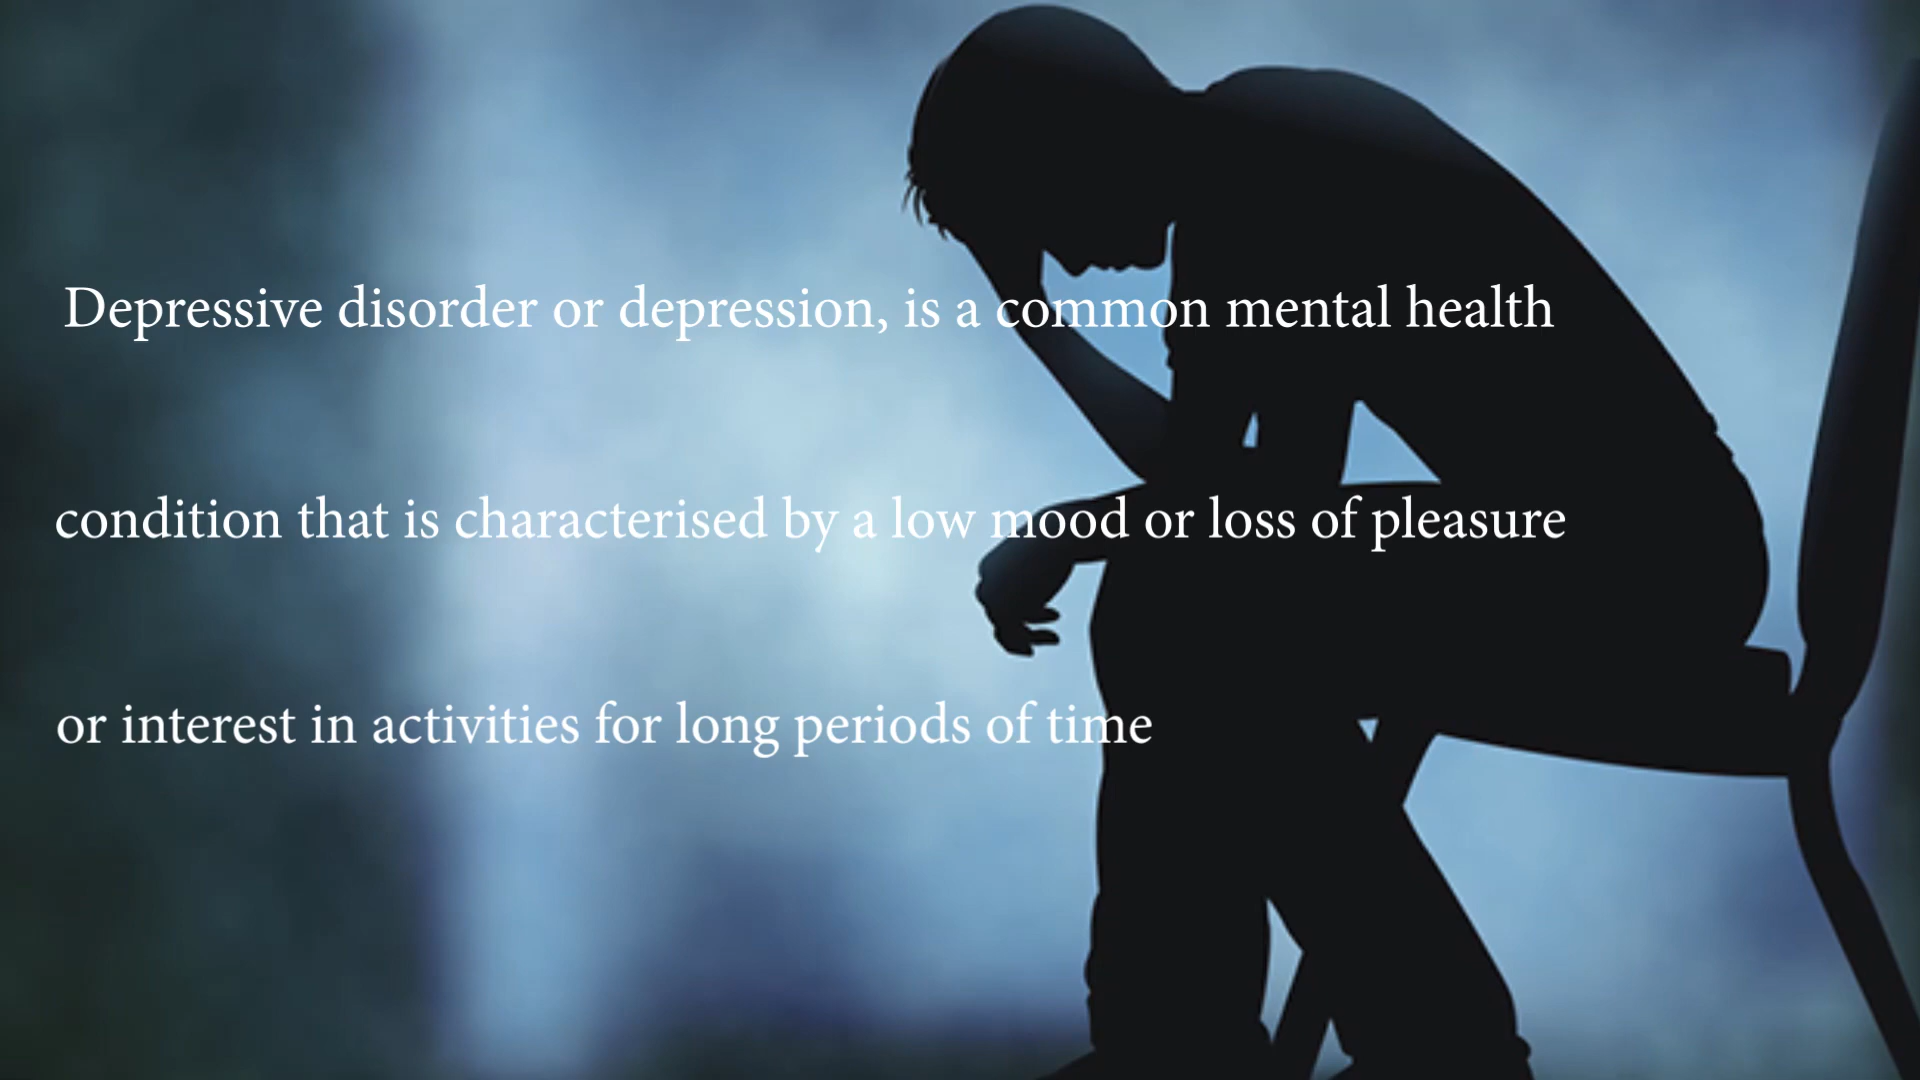 Depressive disorder or depression, is a common mental health
condition that is characterised by a low mood or loss of pleasure
or interest in activities for long periods of time